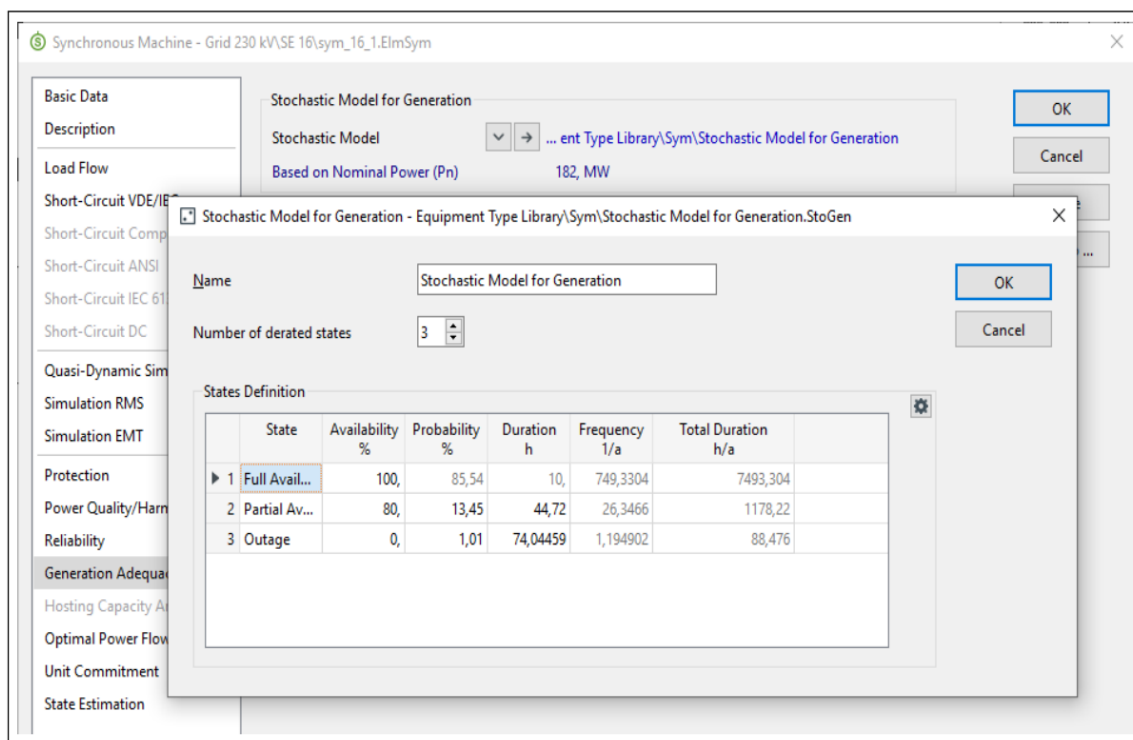 Synchronous Machine - Grid 230 kV\SE 16\sym_16_1.ElmSym
Basic Data
Description
Load Flow
Short-Circuit VDE/IEC
Short-Circuit Comp
Short-Circuit ANSI
Short-Circuit IEC 61
Short-Circuit DC
Quasi-Dynamic Sim
Simulation RMS
Simulation EMT
Protection
Power Quality/Harm
Reliability
Generation Adequac
Hosting Capacity A
Optimal Power Flow
Unit Commitment
State Estimation
Stochastic Model for Generation
Stochastic Model ... ent Type Library\Sym\Stochastic Model for Generation
Based on Nominal Power (Pn) 182, MW
OK
Cancel
...
Stochastic Model for Generation - Equipment Type Library\Sym\Stochastic Model for Generation.StoGen
Name Stochastic Model for Generation
Number of derated states 3
OK
Cancel
States Definition
State Availability % Probability % Duration h Frequency 1/a Total Duration h/a
1 Full Avail... 100, 85,54 10, 749,3304 7493,304
2 Partial Av... 80, 13,45 44,72 26,3466 1178,22
3 Outage 0, 1,01 74,04459 1,194902 88,476